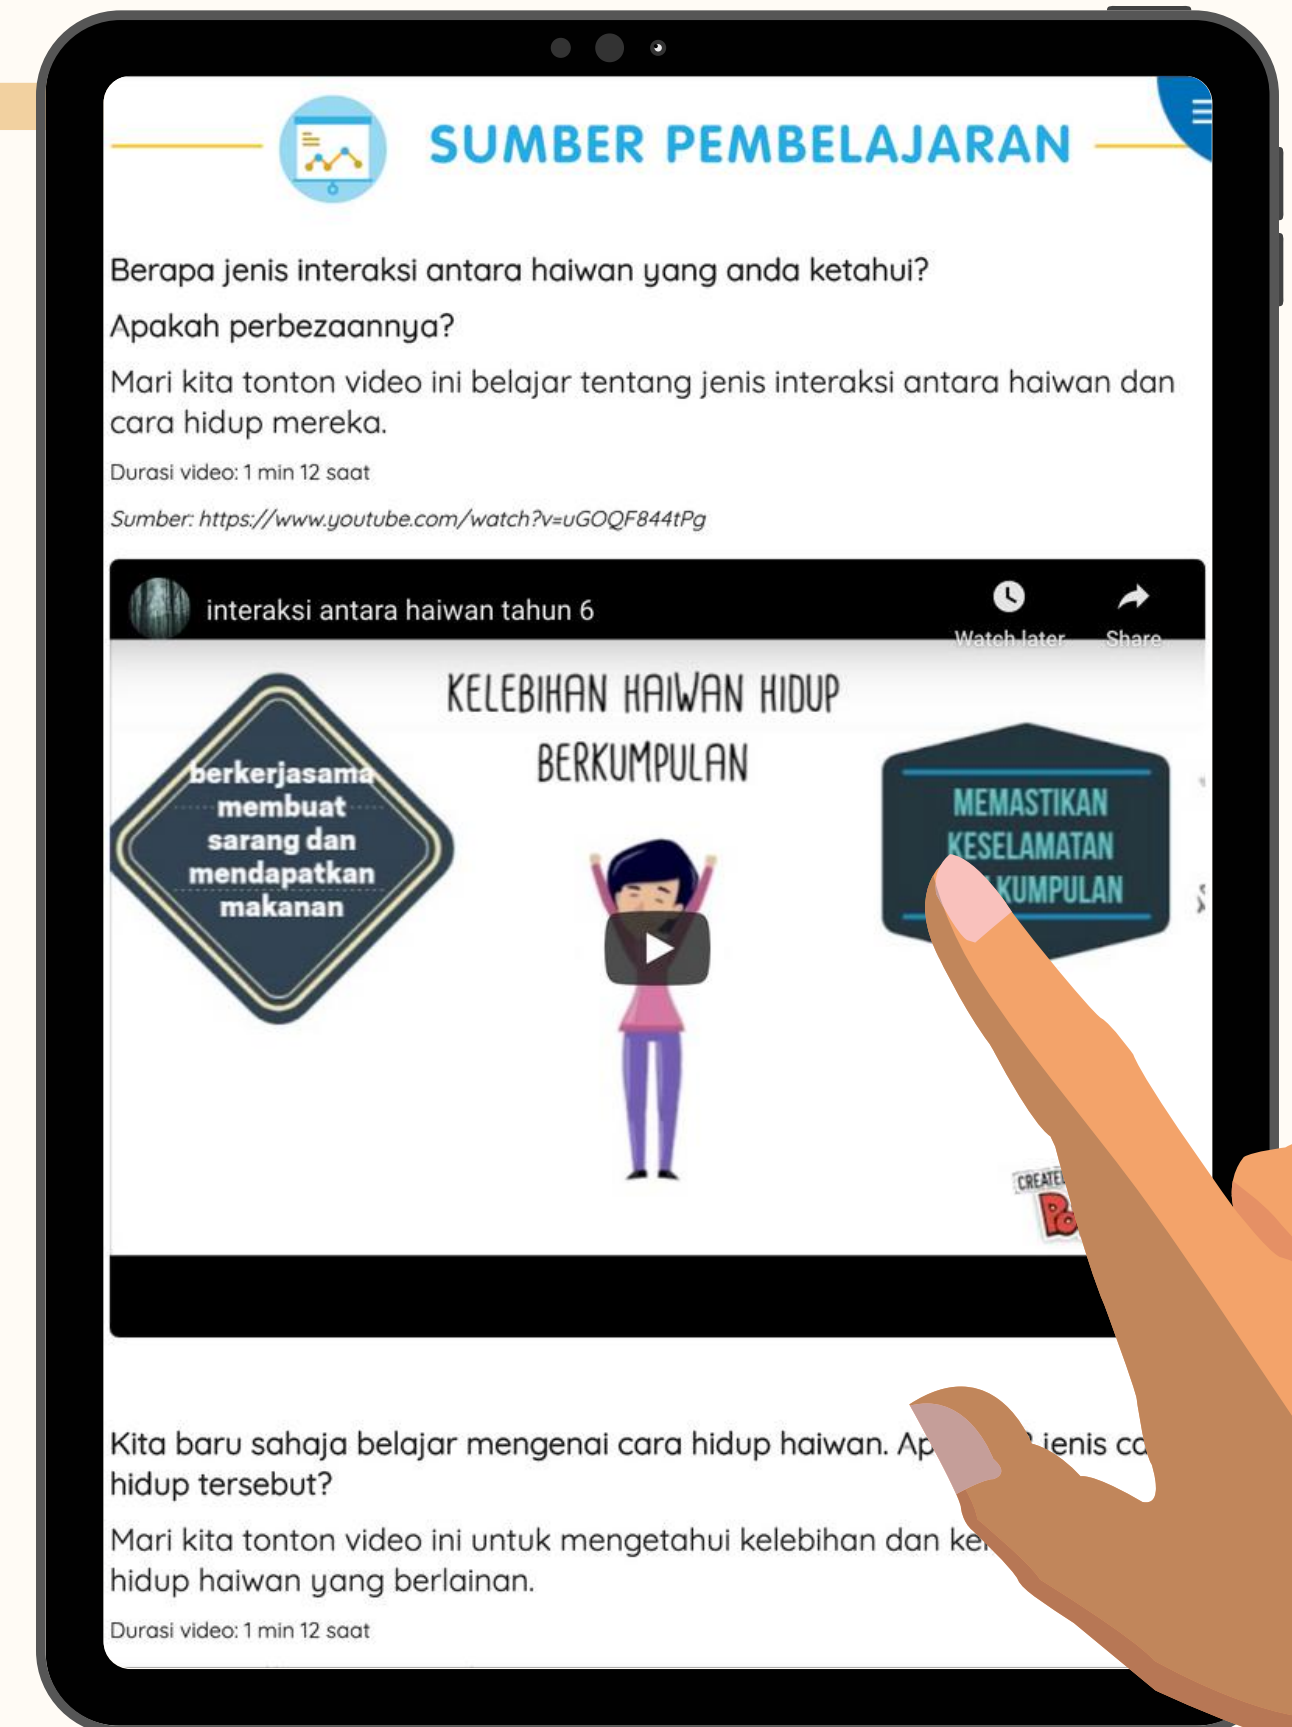 SUMBER PEMBELAJARAN
Berapa jenis interaksi antara haiwan yang anda ketahui?
Apakah perbezaannya?
Mari kita tonton video ini belajar tentang jenis interaksi antara haiwan dan
cara hidup mereka.
Durasi video: 1 min 12 saat
Sumber: https://www.youtube.com/watch?v=uGOQF844tPg
interaksi antara haiwan tahun 6
Watch later
Share
KELEBIHAN HAIWAN HIDUP
BERKUMPULAN
berkerjasama
membuat
sarang dan
mendapatkan
makanan
MEMASTIKAN
KESELAMATAN
KUMPULAN
Kita baru sahaja belajar mengenai cara hidup haiwan. jenis
hidup tersebut?
Mari kita tonton video ini untuk mengetahui kelebihan dan
hidup haiwan yang berlainan.
Durasi video: 1 min 12 saat